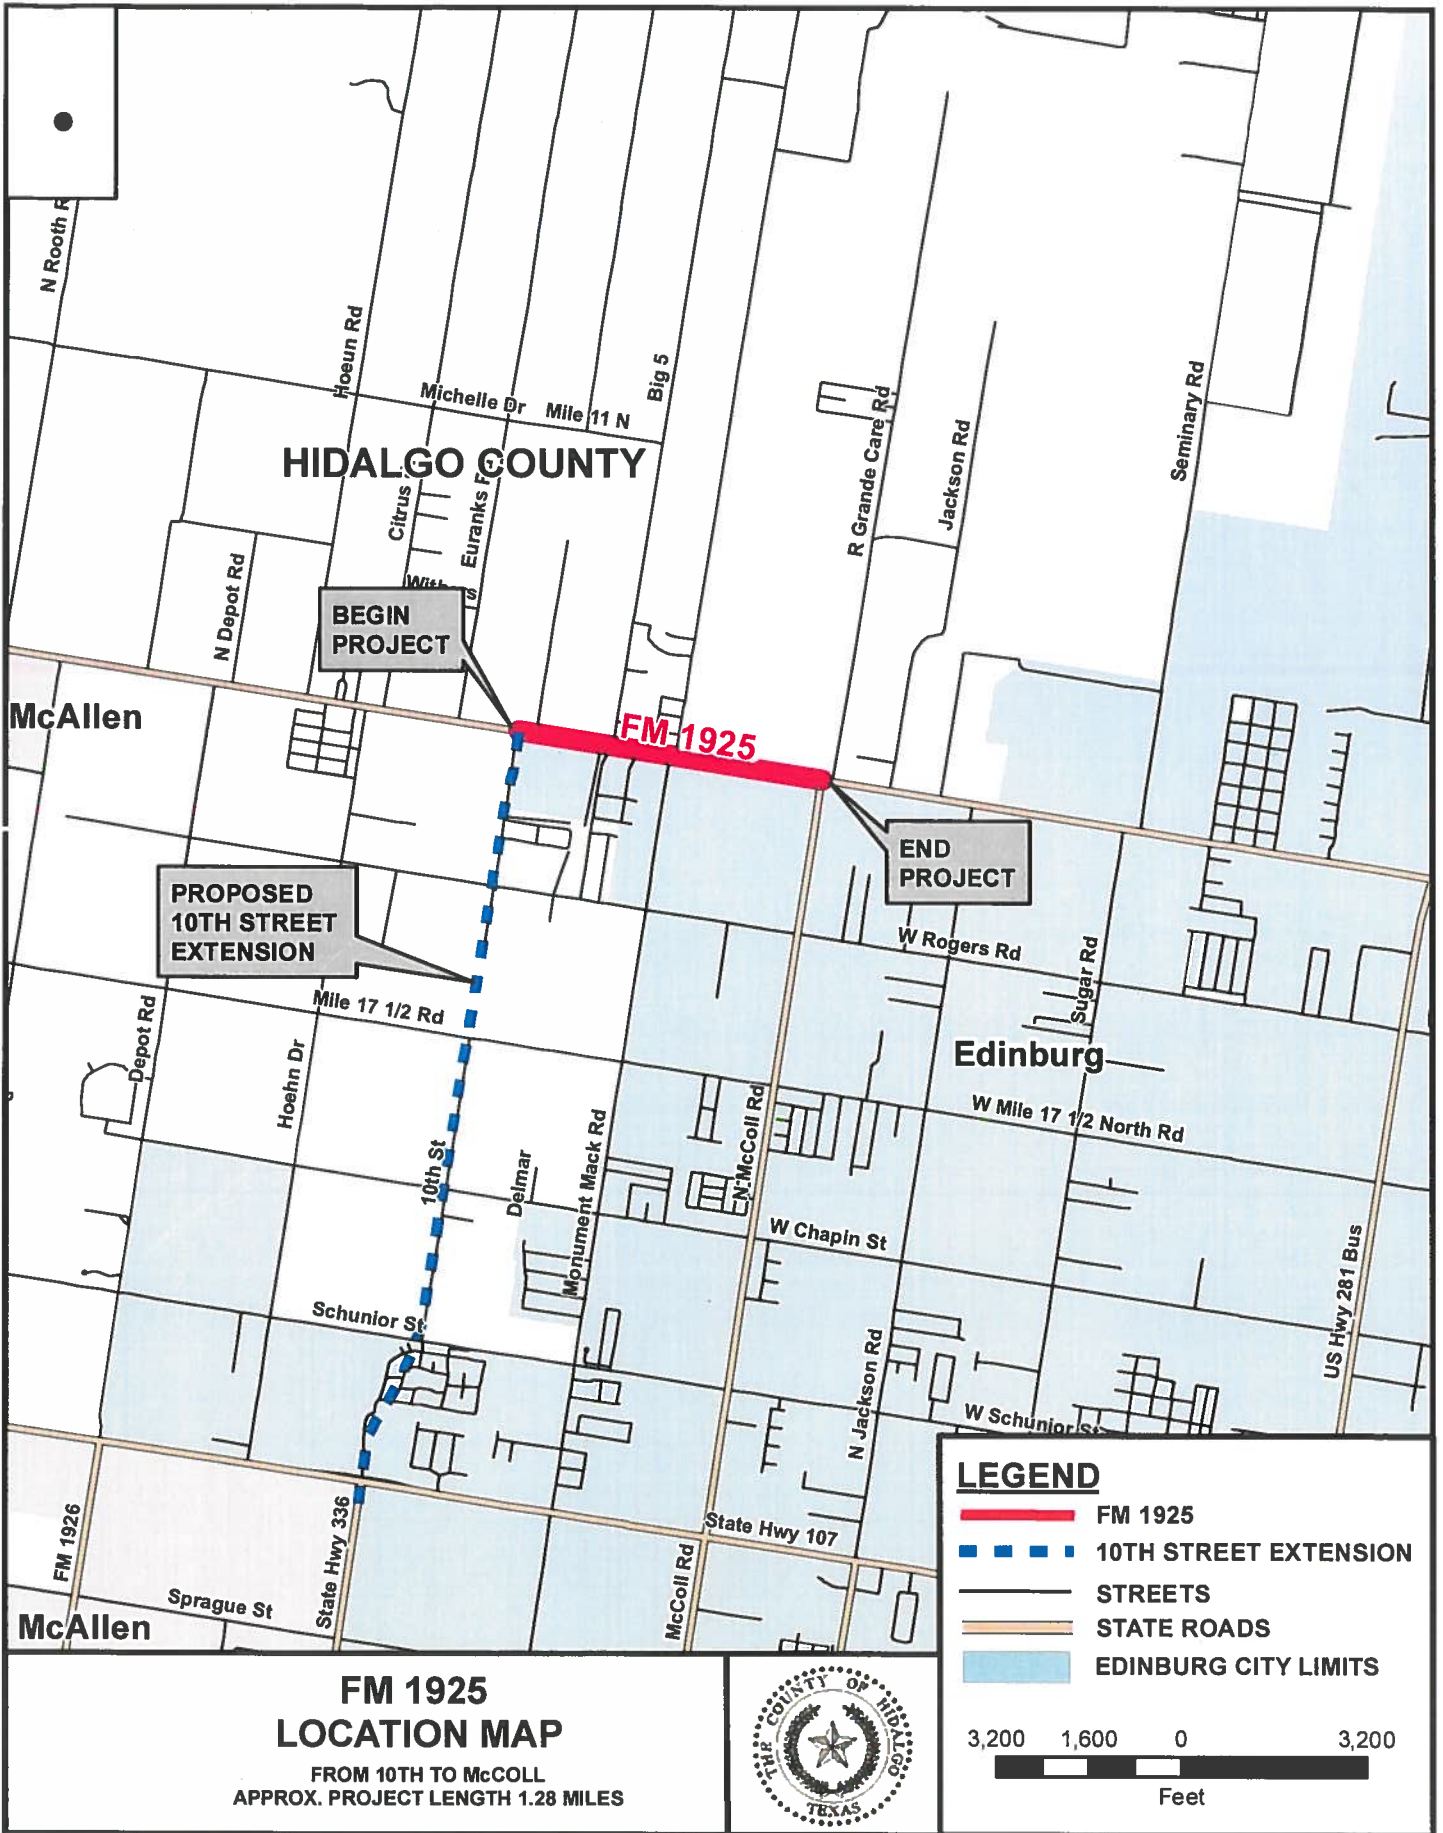 N Rooth R
Hoeun Rd
Michelle Dr
Mile 11 N
Big 5
R Grande Care Rd
Jackson Rd
Seminary Rd
HIDALGO COUNTY
Citrus
Euranks F
N Depot Rd
BEGIN
PROJECT
McAllen
FM 1925
END
PROJECT
PROPOSED
10TH STREET
EXTENSION
W Rogers Rd
Sugar Rd
Mile 17 1/2 Rd
Depot Rd
Hoehn Dr
Edinburg
W Mile 17 1/2 North Rd
N McColl Rd
10th St
Delmar
Monument Mack Rd
W Chapin St
US Hwy 281 Bus
Schunior St
N Jackson Rd
W Schunior St
FM 1926
State Hwy 336
State Hwy 107
McColl Rd
Sprague St
McAllen
LEGEND
FM 1925
10TH STREET EXTENSION
STREETS
STATE ROADS
EDINBURG CITY LIMITS
3,200 1,600 0 3,200
Feet
FM 1925
LOCATION MAP
FROM 10TH TO McCOLL
APPROX. PROJECT LENGTH 1.28 MILES
THE COUNTY OF HIDALGO
TEXAS